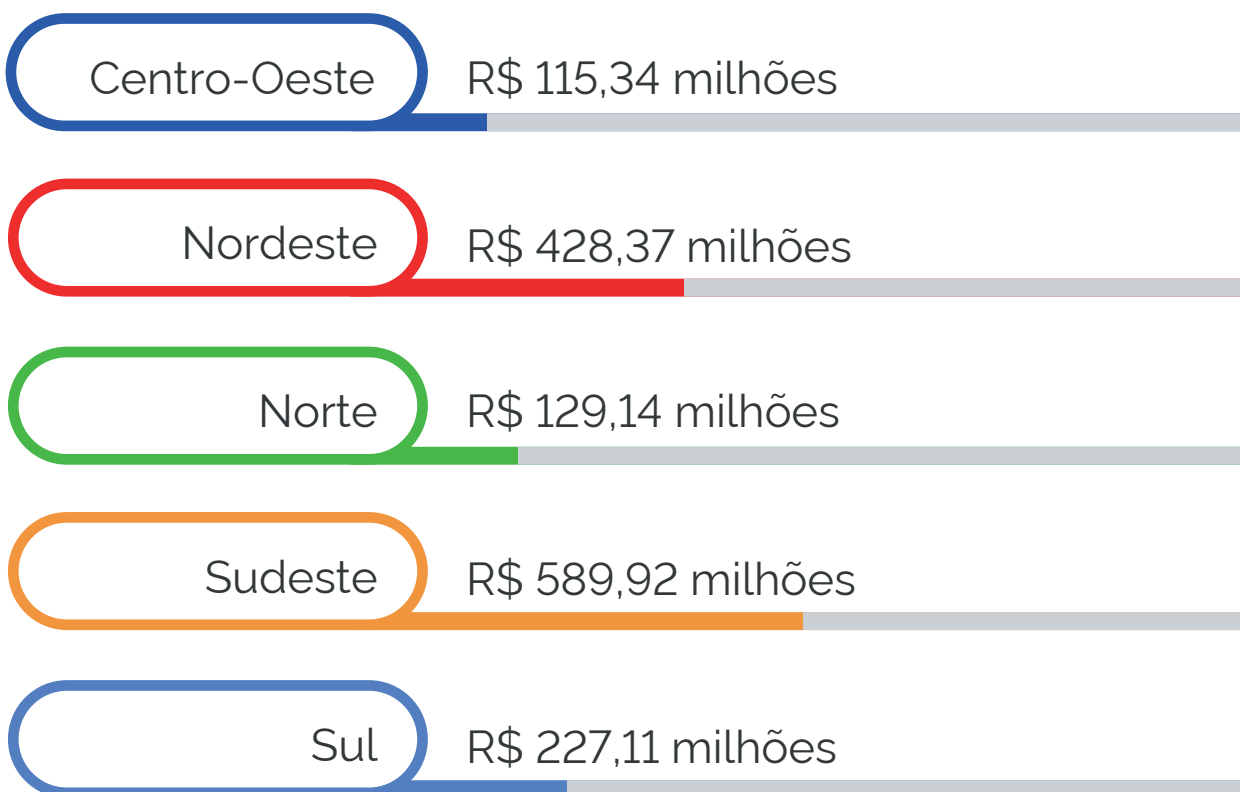 Centro-Oeste R$ 115,34 milhões
Nordeste R$ 428,37 milhões
Norte R$ 129,14 milhões
Sudeste R$ 589,92 milhões
Sul R$ 227,11 milhões